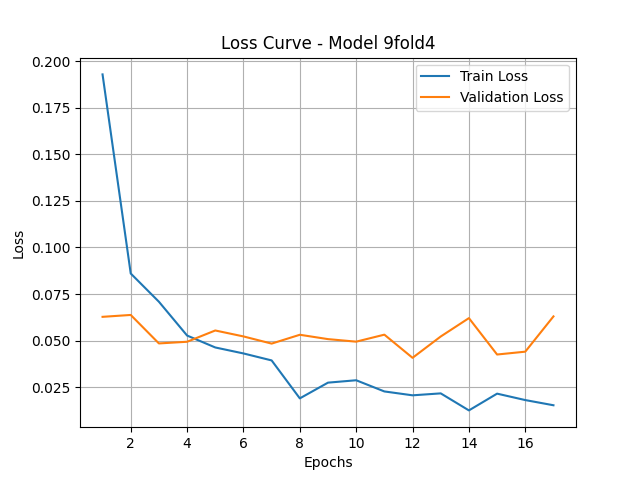 Loss Curve - Model 9fold4
Train Loss
Validation Loss
0.200
0.175
0.150
0.125
0.100
0.075
0.050
0.025
Loss
2 4 6 8 10 12 14 16
Epochs